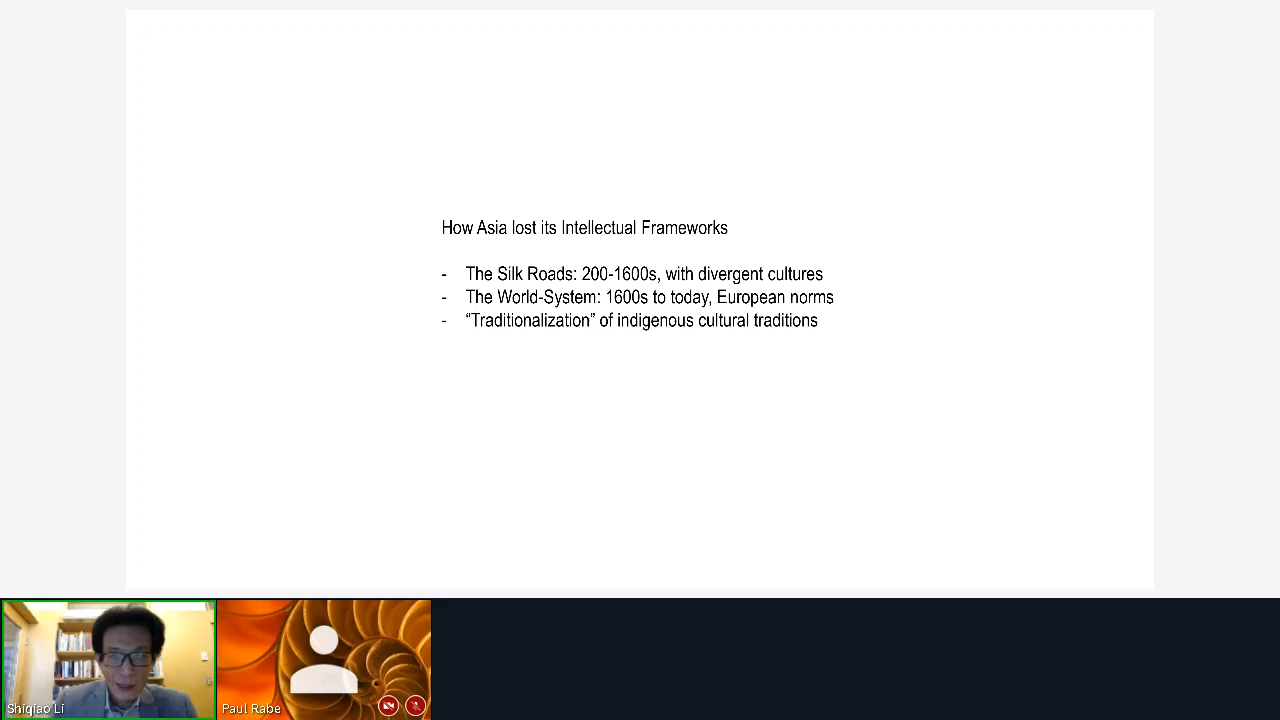 How Asia lost its Intellectual Frameworks
- The Silk Roads: 200-1600s, with divergent cultures
- The World-System: 1600s to today, European norms
- “Traditionalization” of indigenous cultural traditions
Shiqiao Li
Paul Rabe